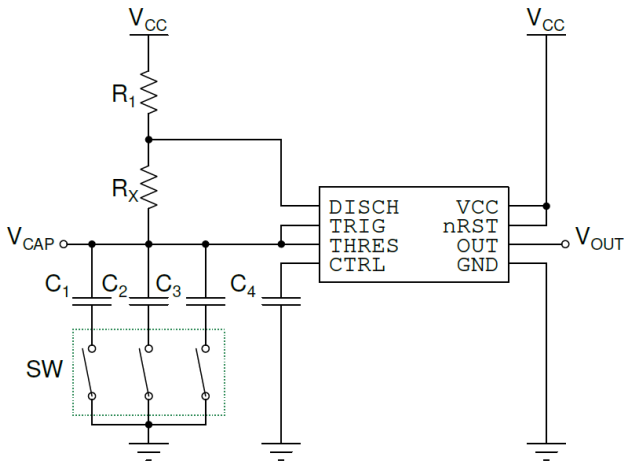 VCC
VCC
R1
RX
DISCH
VCC
TRIG
nRST
VCAP
THRES
OUT
VOUT
CTRL
GND
C1
C2
C3
C4
SW